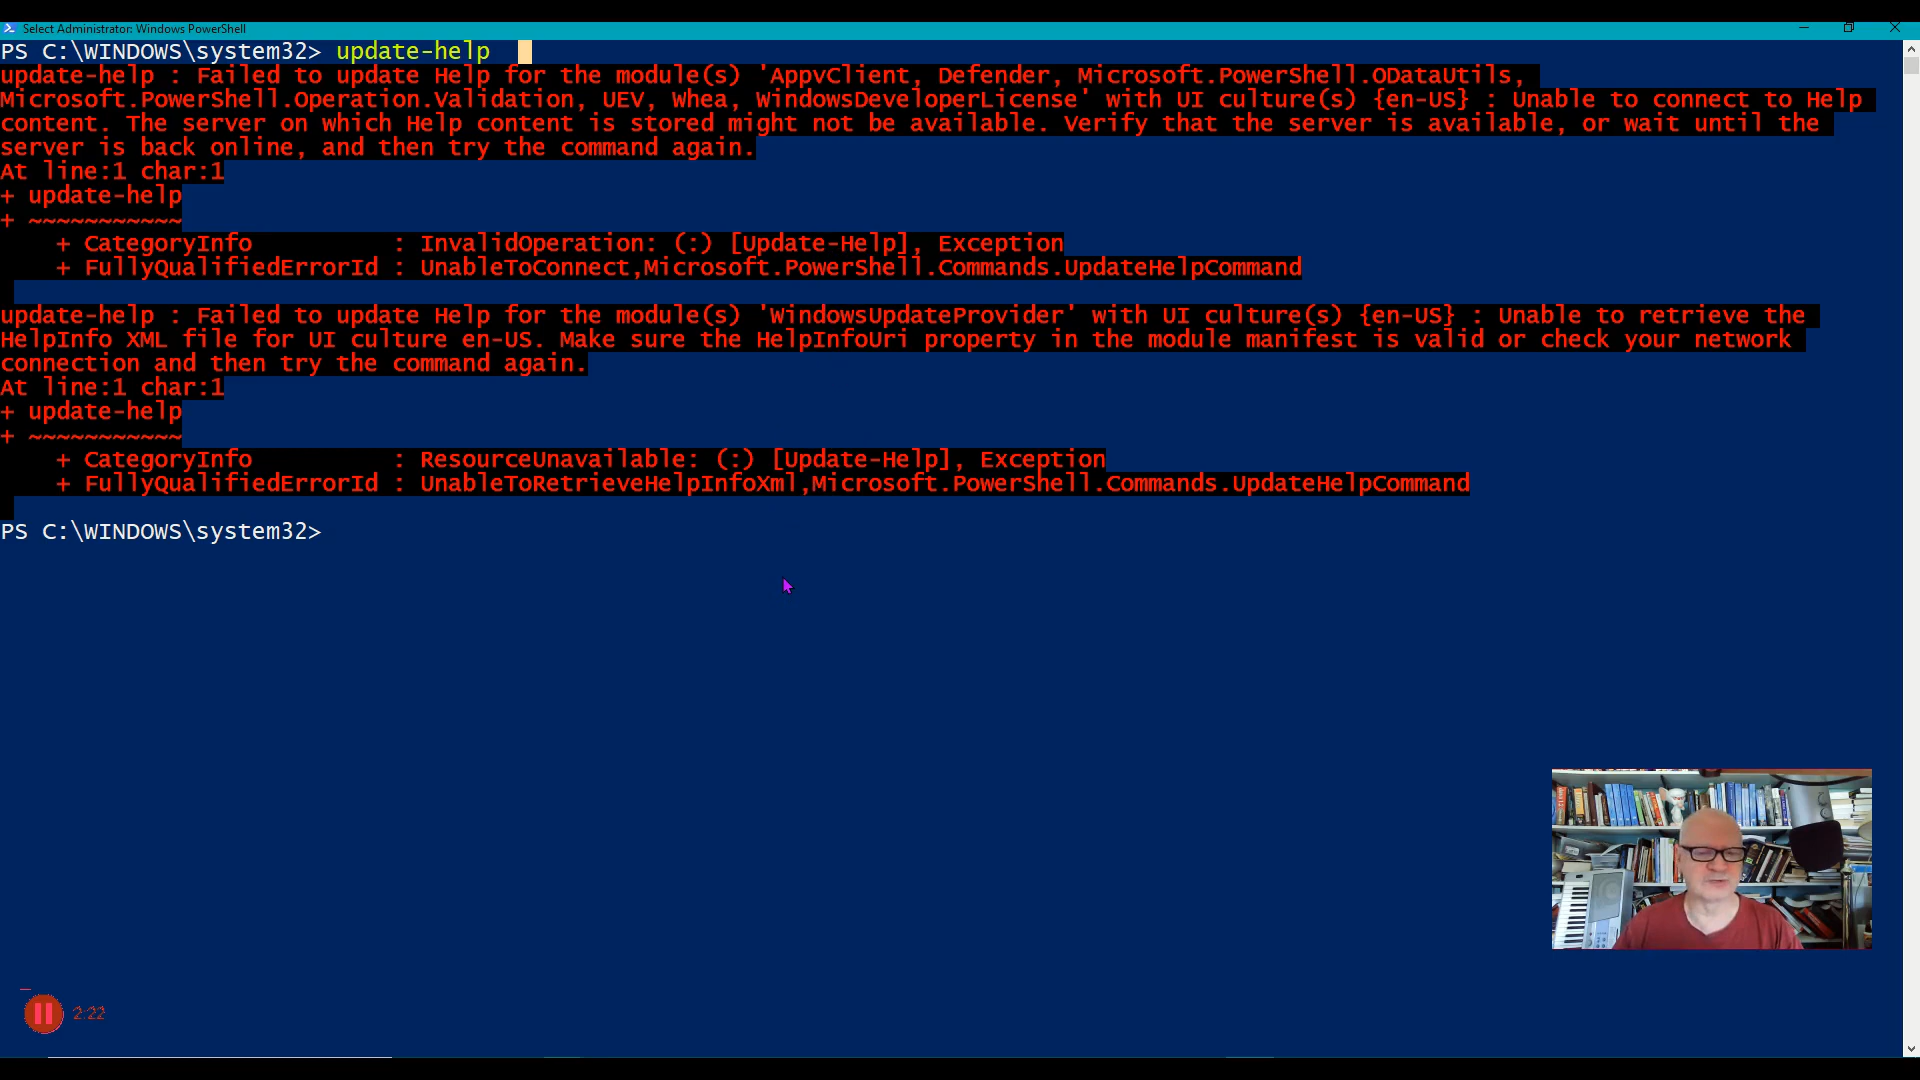 Select Administrator: Windows PowerShell
PS C:\WINDOWS\system32> update-help
update-help : Failed to update Help for the module(s) 'AppvClient, Defender, Microsoft.PowerShell.ODataUtils,
Microsoft.PowerShell.Operation.Validation, UEV, Whea, WindowsDeveloperLicense' with UI culture(s) {en-US} : Unable to connect to Help
content. The server on which Help content is stored might not be available. Verify that the server is available, or wait until the
server is back online, and then try the command again.
At line:1 char:1
+ update-help
+ ~~~~~~~~~~~
    + CategoryInfo          : InvalidOperation: (:) [Update-Help], Exception
    + FullyQualifiedErrorId : UnableToConnect,Microsoft.PowerShell.Commands.UpdateHelpCommand
update-help : Failed to update Help for the module(s) 'WindowsUpdateProvider' with UI culture(s) {en-US} : Unable to retrieve the
HelpInfo XML file for UI culture en-US. Make sure the HelpInfoUri property in the module manifest is valid or check your network
connection and then try the command again.
At line:1 char:1
+ update-help
+ ~~~~~~~~~~~
    + CategoryInfo          : ResourceUnavailable: (:) [Update-Help], Exception
    + FullyQualifiedErrorId : UnableToRetrieveHelpInfoXml,Microsoft.PowerShell.Commands.UpdateHelpCommand
PS C:\WINDOWS\system32>
2:22